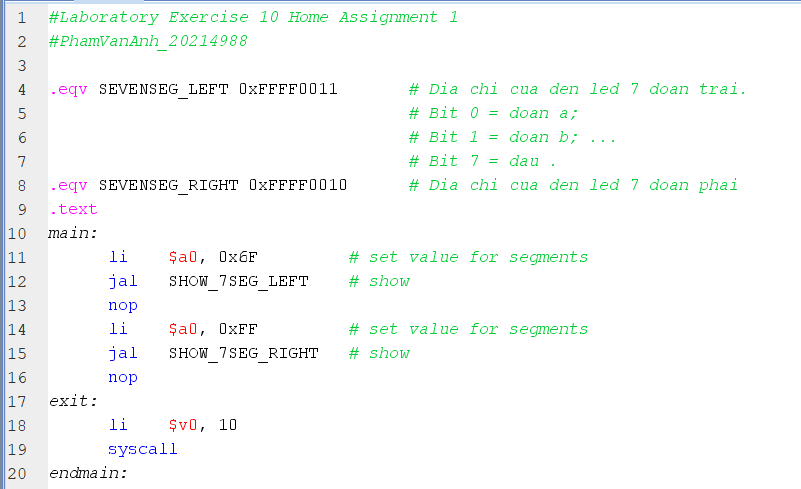 1 #Laboratory Exercise 10 Home Assignment 1
2 #PhamVanAnh_20214988
3
4 .eqv SEVENSEG_LEFT 0xFFFF0011 # Dia chi cua den led 7 doan trai.
5 # Bit 0 = doan a;
6 # Bit 1 = doan b; ...
7 # Bit 7 = dau .
8 .eqv SEVENSEG_RIGHT 0xFFFF0010 # Dia chi cua den led 7 doan phai
9 .text
10 main:
11 li $a0, 0x6F # set value for segments
12 jal SHOW_7SEG_LEFT # show
13 nop
14 li $a0, 0xFF # set value for segments
15 jal SHOW_7SEG_RIGHT # show
16 nop
17 exit:
18 li $v0, 10
19 syscall
20 endmain: